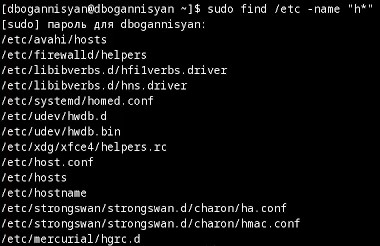 [dbogannisyan@dbogannisyan ~]$ sudo find /etc -name "h*"
[sudo] пароль для dbogannisyan:
/etc/avahi/hosts
/etc/firewalld/helpers
/etc/libibverbs.d/hfi1verbs.driver
/etc/libibverbs.d/hns.driver
/etc/systemd/homed.conf
/etc/udev/hwdb.d
/etc/udev/hwdb.bin
/etc/xdg/xfce4/helpers.rc
/etc/host.conf
/etc/hosts
/etc/hostname
/etc/strongswan/strongswan.d/charon/ha.conf
/etc/strongswan/strongswan.d/charon/hmac.conf
/etc/mercurial/hgrc.d